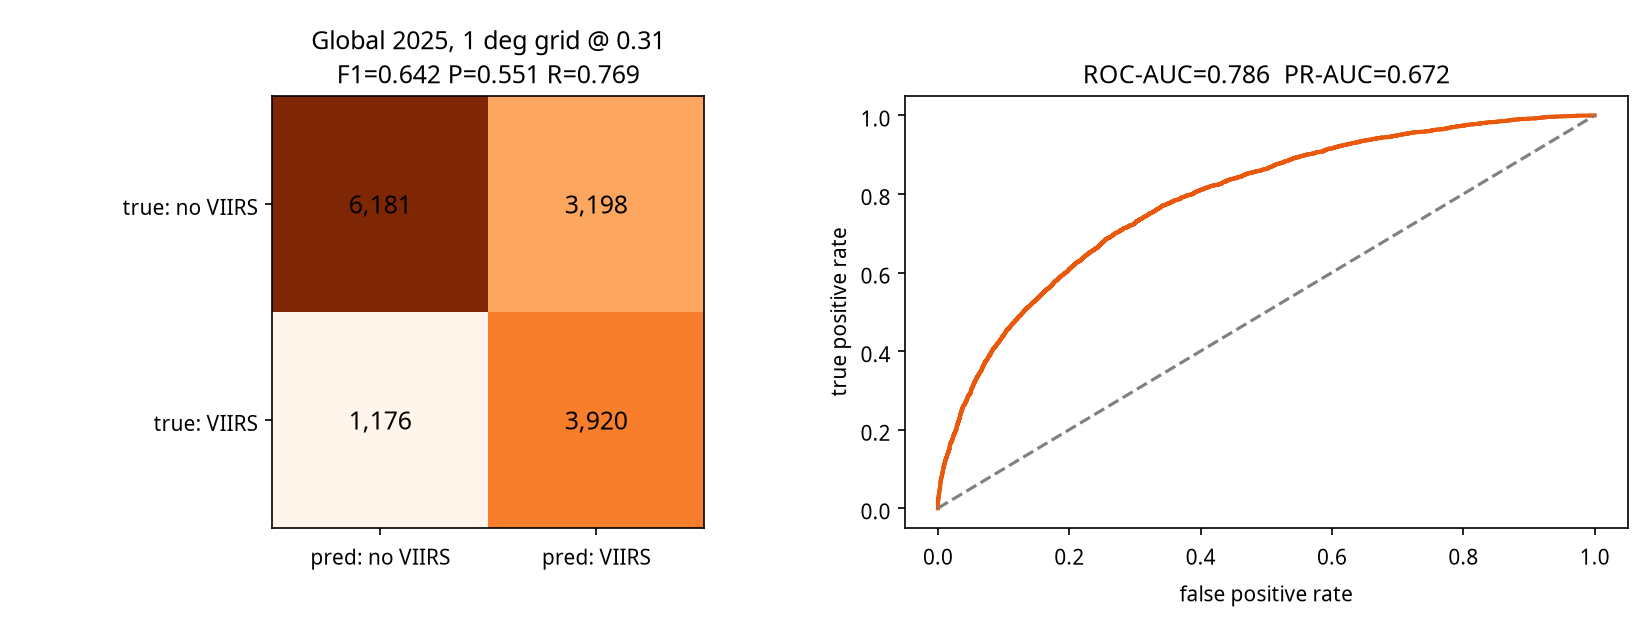 Global 2025, 1 deg grid @ 0.31
F1=0.642 P=0.551 R=0.769
true: no VIIRS
6,181
3,198
true: VIIRS
1,176
3,920
pred: no VIIRS
pred: VIIRS
ROC-AUC=0.786 PR-AUC=0.672
true positive rate
1.0
0.8
0.6
0.4
0.2
0.0
0.0
0.2
0.4
0.6
0.8
1.0
false positive rate